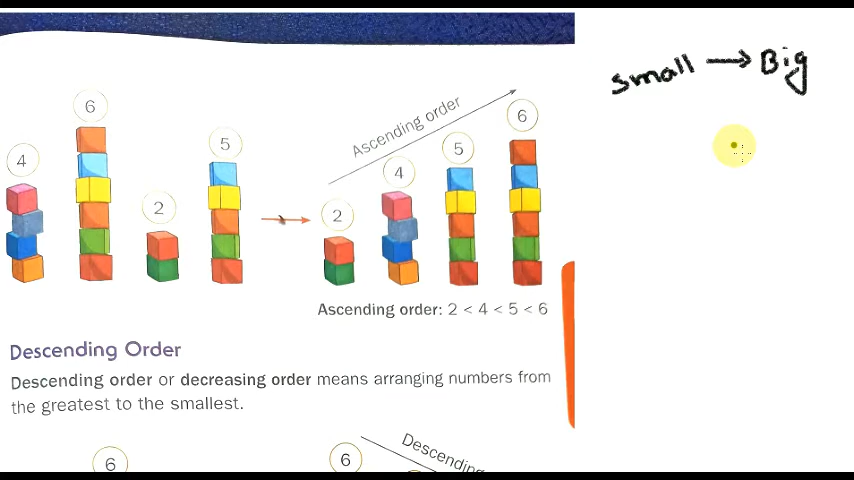 small → Big
6
4
5
2
Ascending order
2
4
5
6
Ascending order: 2 < 4 < 5 < 6
Descending Order
Descending order or decreasing order means arranging numbers from
the greatest to the smallest.
6
6
Descending